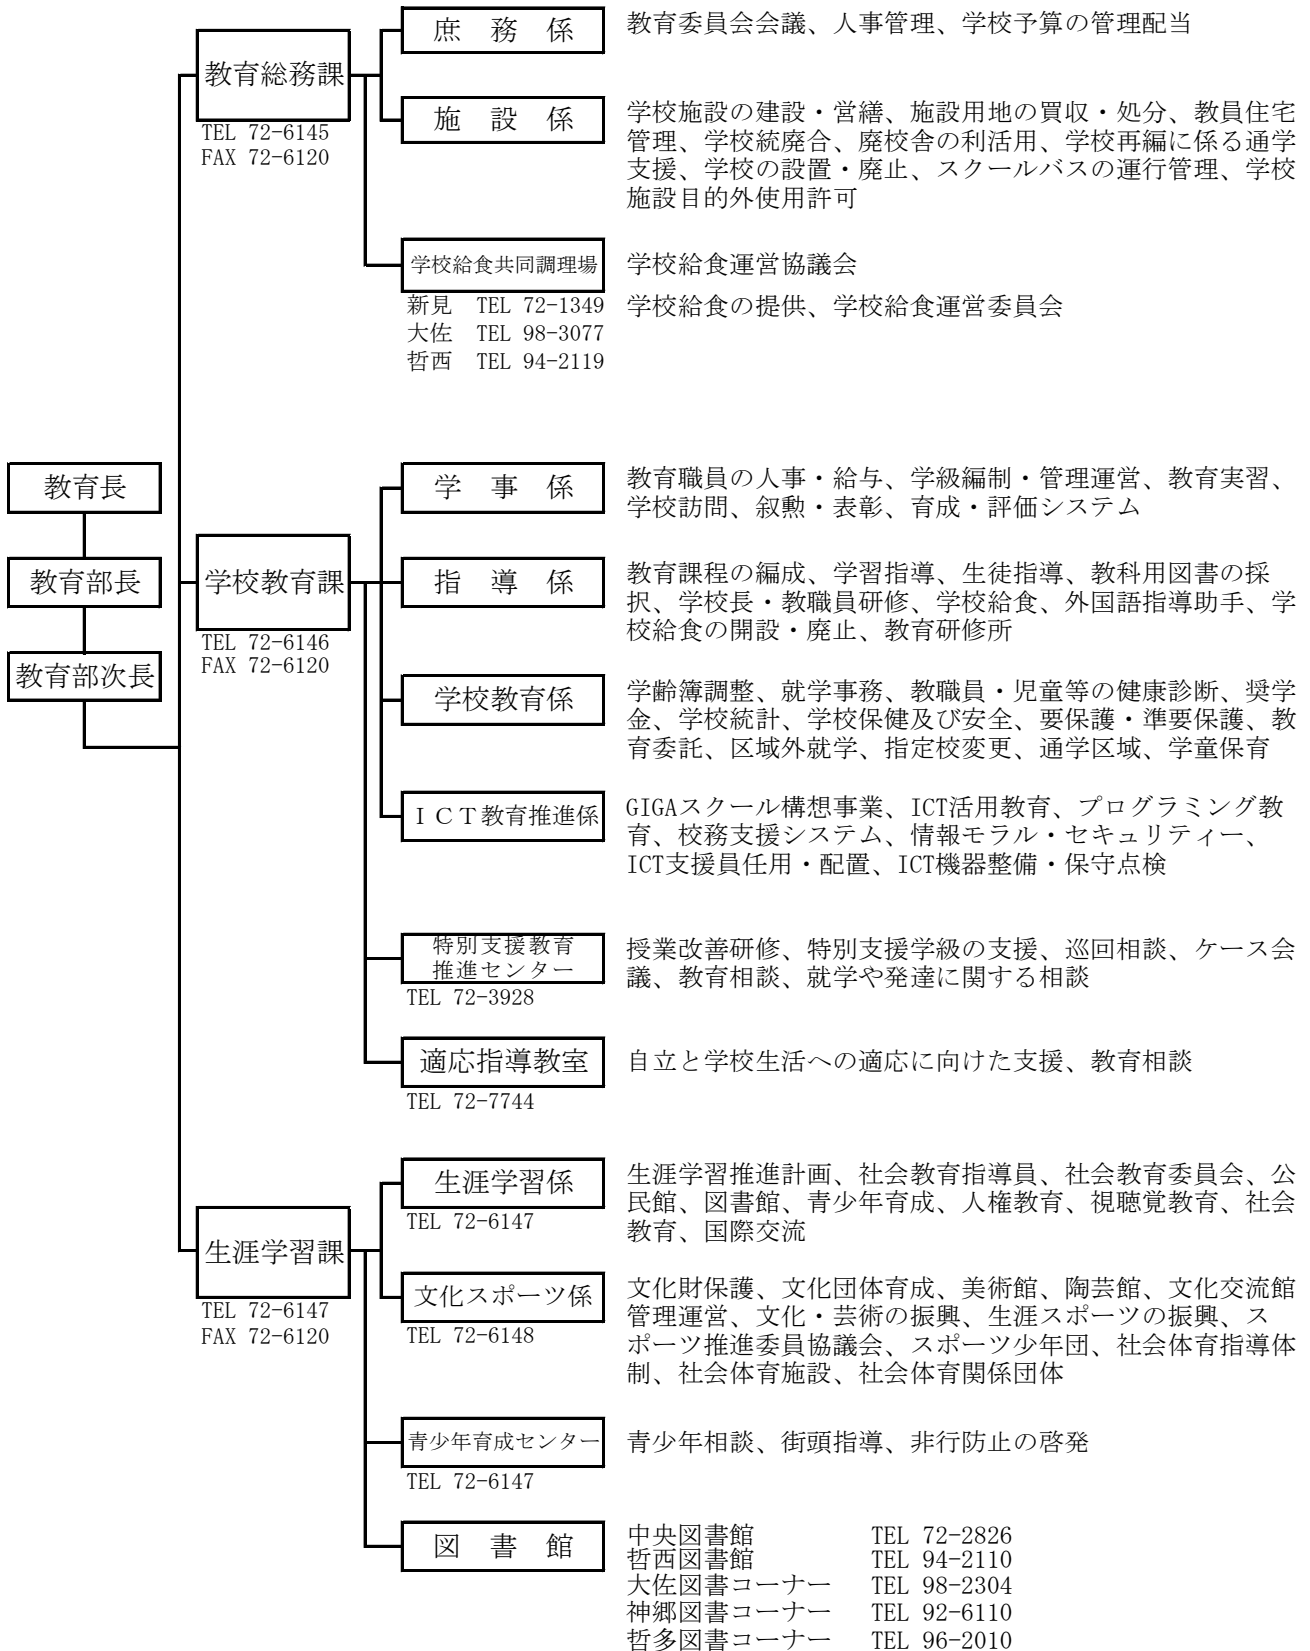 庶　務　係
教育委員会会議、人事管理、学校予算の管理配当
教育総務課
TEL 72-6145
FAX 72-6120
施　設　係
学校施設の建設・営繕、施設用地の買収・処分、教員住宅
管理、学校統廃合、廃校舎の利活用、学校再編に係る通学
支援、学校の設置・廃止、スクールバスの運行管理、学校
施設目的外使用許可
学校給食共同調理場
学校給食運営協議会
新見　TEL 72-1349
学校給食の提供、学校給食運営委員会
大佐　TEL 98-3077
哲西　TEL 94-2119
教育長
教育部長
教育部次長
学校教育課
TEL 72-6146
FAX 72-6120
学　事　係
教育職員の人事・給与、学級編制・管理運営、教育実習、
学校訪問、叙勲・表彰、育成・評価システム
指　導　係
教育課程の編成、学習指導、生徒指導、教科用図書の採
択、学校長・教職員研修、学校給食、外国語指導助手、学
校給食の開設・廃止、教育研修所
学校教育係
学齢簿調整、就学事務、教職員・児童等の健康診断、奨学
金、学校統計、学校保健及び安全、要保護・準要保護、教
育委託、区域外就学、指定校変更、通学区域、学童保育
ＩＣＴ教育推進係
GIGAスクール構想事業、ICT活用教育、プログラミング教
育、校務支援システム、情報モラル・セキュリティー、
ICT支援員任用・配置、ICT機器整備・保守点検
特別支援教育
推進センター
TEL 72-3928
授業改善研修、特別支援学級の支援、巡回相談、ケース会
議、教育相談、就学や発達に関する相談
適応指導教室
TEL 72-7744
自立と学校生活への適応に向けた支援、教育相談
生涯学習課
TEL 72-6147
FAX 72-6120
生涯学習係
TEL 72-6147
生涯学習推進計画、社会教育指導員、社会教育委員会、公
民館、図書館、青少年育成、人権教育、視聴覚教育、社会
教育、国際交流
文化スポーツ係
TEL 72-6148
文化財保護、文化団体育成、美術館、陶芸館、文化交流館
管理運営、文化・芸術の振興、生涯スポーツの振興、ス
ポーツ推進委員協議会、スポーツ少年団、社会体育指導体
制、社会体育施設、社会体育関係団体
青少年育成センター
TEL 72-6147
青少年相談、街頭指導、非行防止の啓発
図　書　館
中央図書館　TEL 72-2826
哲西図書館　TEL 94-2110
大佐図書コーナー　TEL 98-2304
神郷図書コーナー　TEL 92-6110
哲多図書コーナー　TEL 96-2010